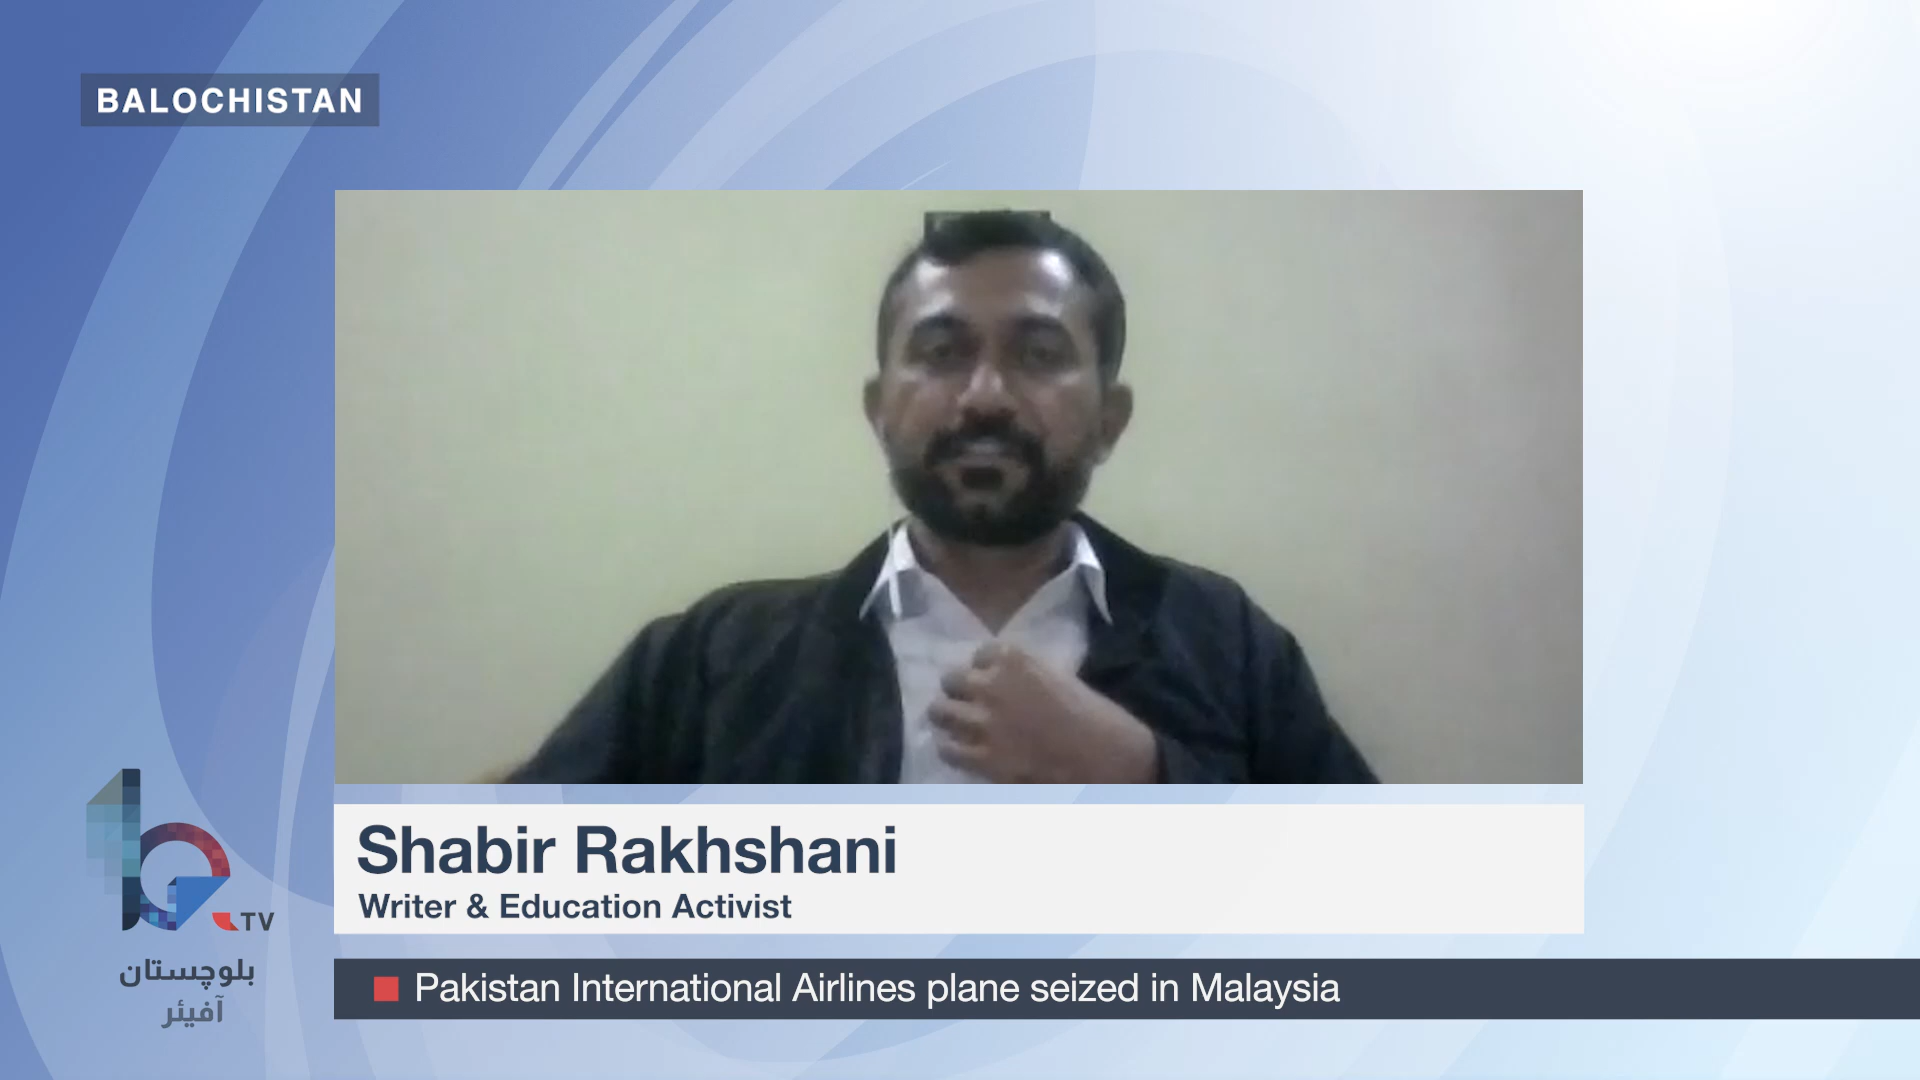 BALOCHISTAN
Shabir Rakhshani
Writer & Education Activist
TV
بلوچستان
آفیئر
Pakistan International Airlines plane seized in Malaysia